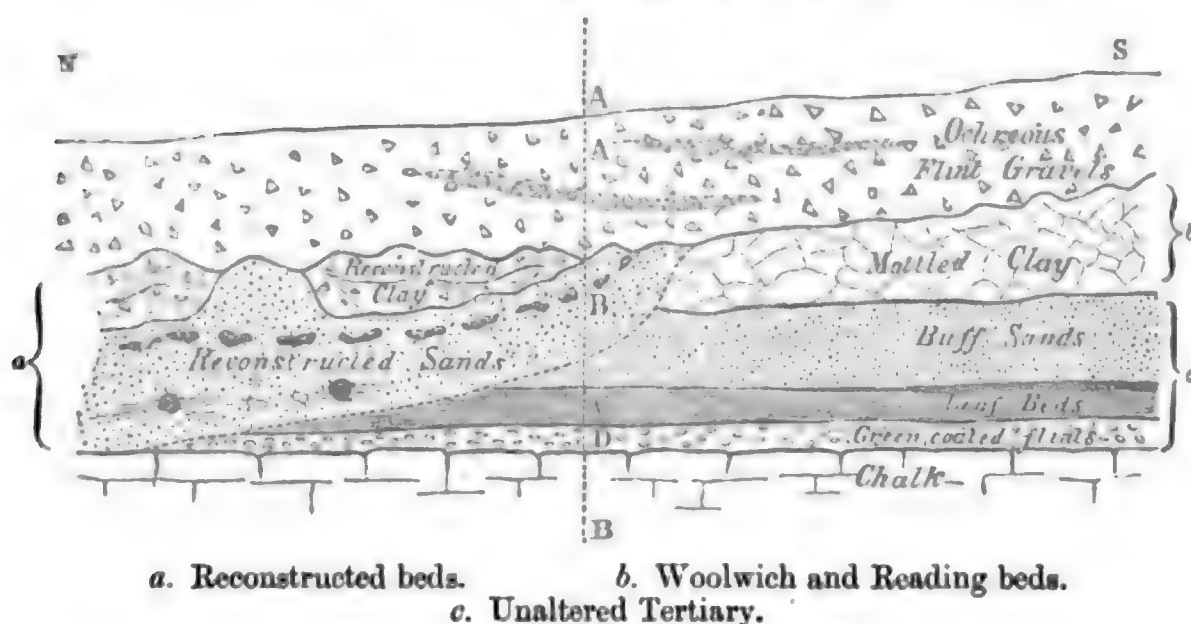 N S
A
A Ochreous
Flint Gravels
b
Reconstructed Mottled Clay
Clay
B
Buff Sands
a Reconstructed Sands
c
Leaf Beds
D Green coated flints
Chalk
B
a. Reconstructed beds. b. Woolwich and Reading beds.
c. Unaltered Tertiary.